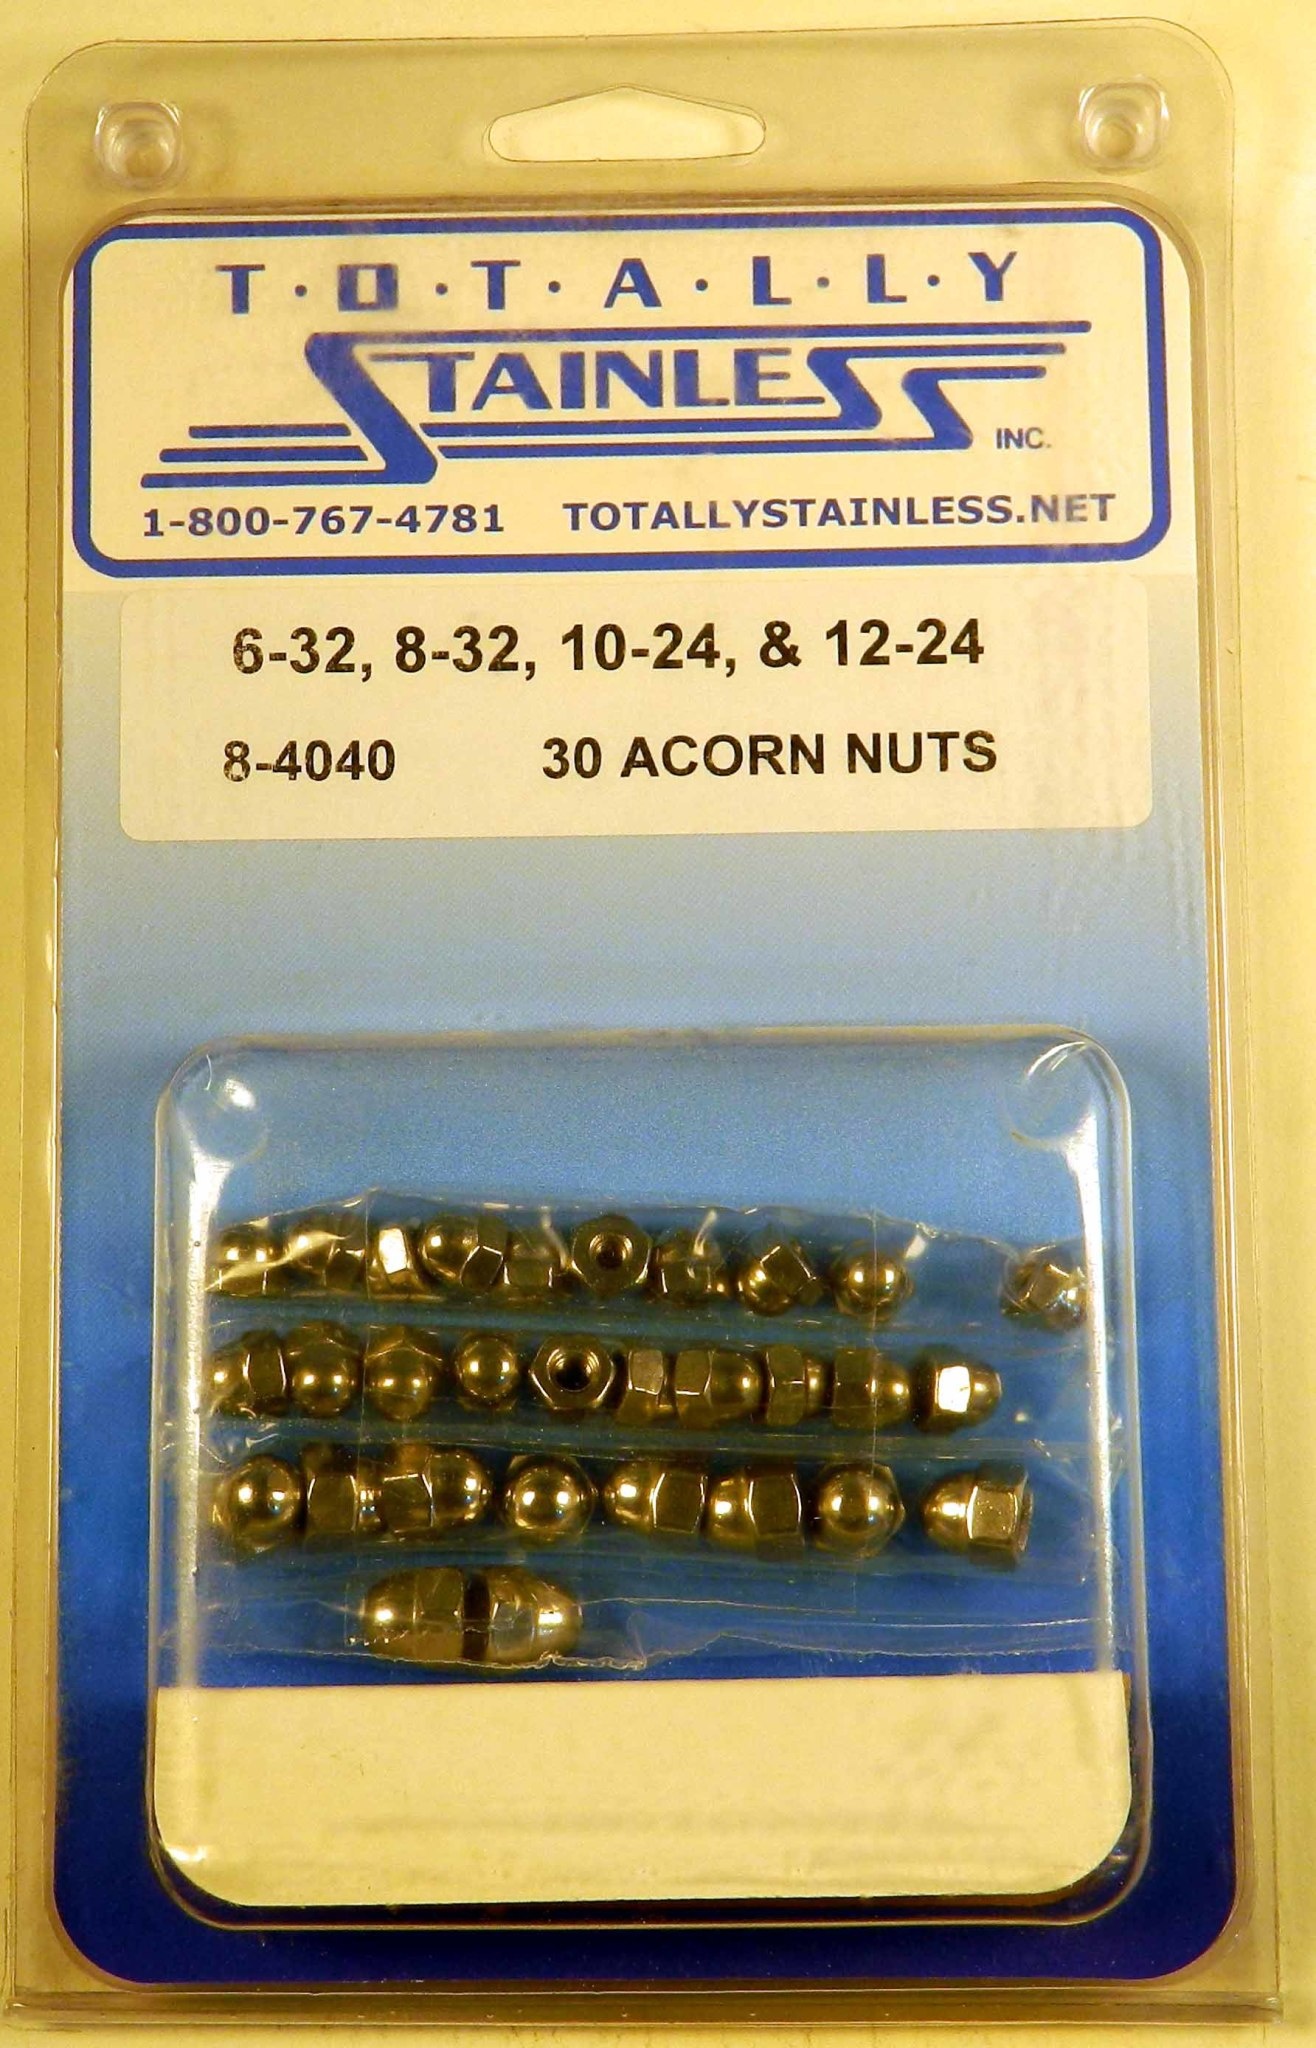 T·O·T·A·L·L·Y
STAINLESS
INC.
1-800-767-4781 TOTALLYSTAINLESS.NET
6-32, 8-32, 10-24, & 12-24
8-4040 30 ACORN NUTS